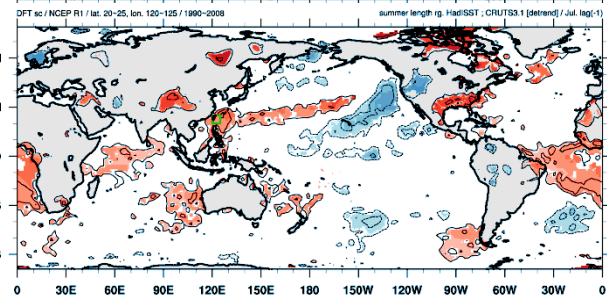 DFT sc / NCEP R1 / lat. 20-25, lon. 120-125 / 1990-2008
summer length rg. HadISST ; CRUTS3.1 [detrend] / Jul. lag(-1)
0 30E 60E 90E 120E 150E 180 150W 120W 90W 60W 30W 0